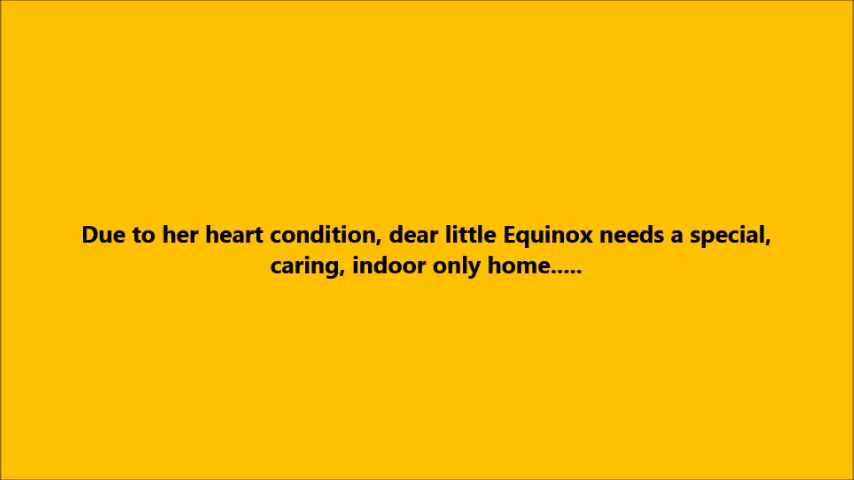 Due to her heart condition, dear little Equinox needs a special,
caring, indoor only home.....